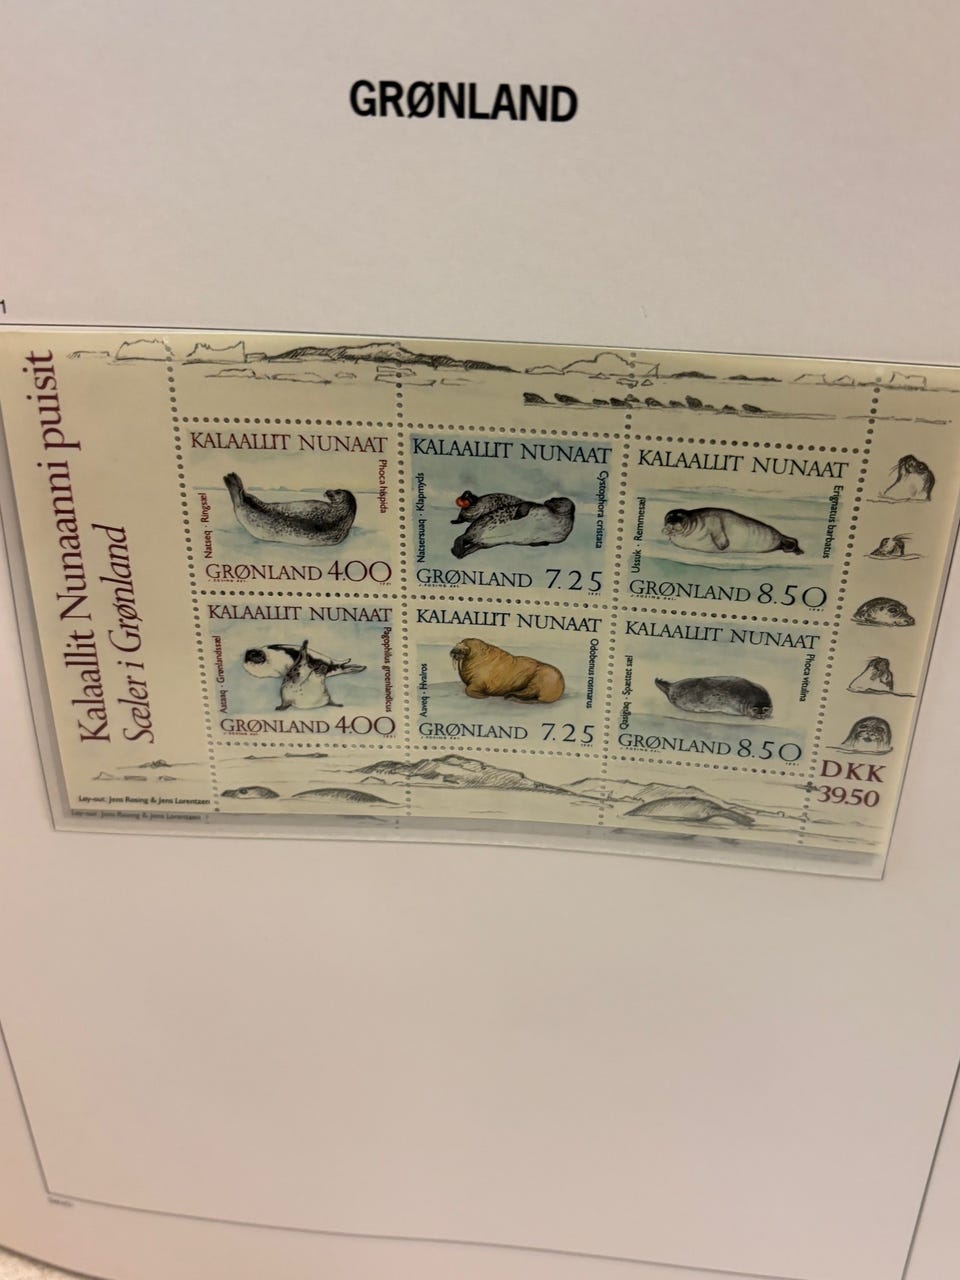 GRØNLAND
1
Kalaallit Nunaanni puisit
Sæler i Grønland
KALAALLIT NUNAAT
Natseq · Ringsæl
Phoca hispida
GRØNLAND 4.00
KALAALLIT NUNAAT
Natsersuaq · Klapmyds
Cystophora cristata
GRØNLAND 7.25
KALAALLIT NUNAAT
Ussuk · Remmesæl
Erignatus barbatus
GRØNLAND 8.50
KALAALLIT NUNAAT
Aataaq · Grønlandssæl
Pagophilus groenlandicus
GRØNLAND 4.00
KALAALLIT NUNAAT
Aaveq · Hvalros
Odobenus rosmarus
GRØNLAND 7.25
KALAALLIT NUNAAT
Qasigiaq · Spættet sæl
Phoca vitulina
GRØNLAND 8.50
DKK
39.50
Lay-out: Jens Rosing & Jens Lorentzen